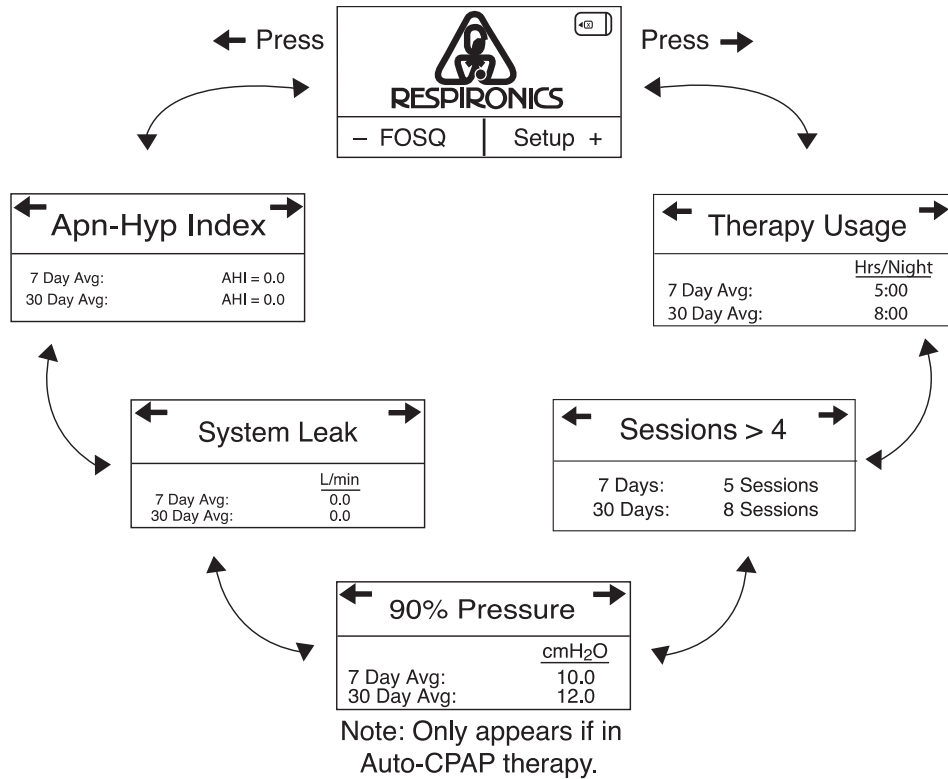 ← Press
Press →
RESPIRONICS
− FOSQ
Setup +
Apn-Hyp Index
7 Day Avg: AHI = 0.0
30 Day Avg: AHI = 0.0
Therapy Usage
Hrs/Night
7 Day Avg: 5:00
30 Day Avg: 8:00
System Leak
L/min
7 Day Avg: 0.0
30 Day Avg: 0.0
Sessions > 4
7 Days: 5 Sessions
30 Days: 8 Sessions
90% Pressure
cmH₂O
7 Day Avg: 10.0
30 Day Avg: 12.0
Note: Only appears if in
Auto-CPAP therapy.